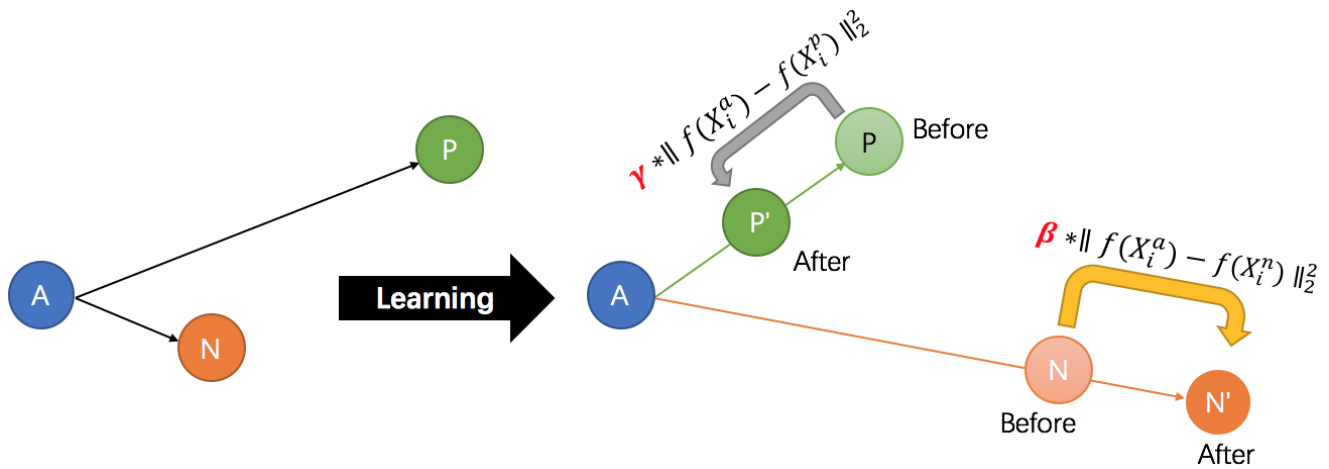 A
P
N
Learning
γ *‖ f(X_i^a) − f(X_i^p) ‖_2^2
P
Before
P'
After
A
β *‖ f(X_i^a) − f(X_i^n) ‖_2^2
N
Before
N'
After